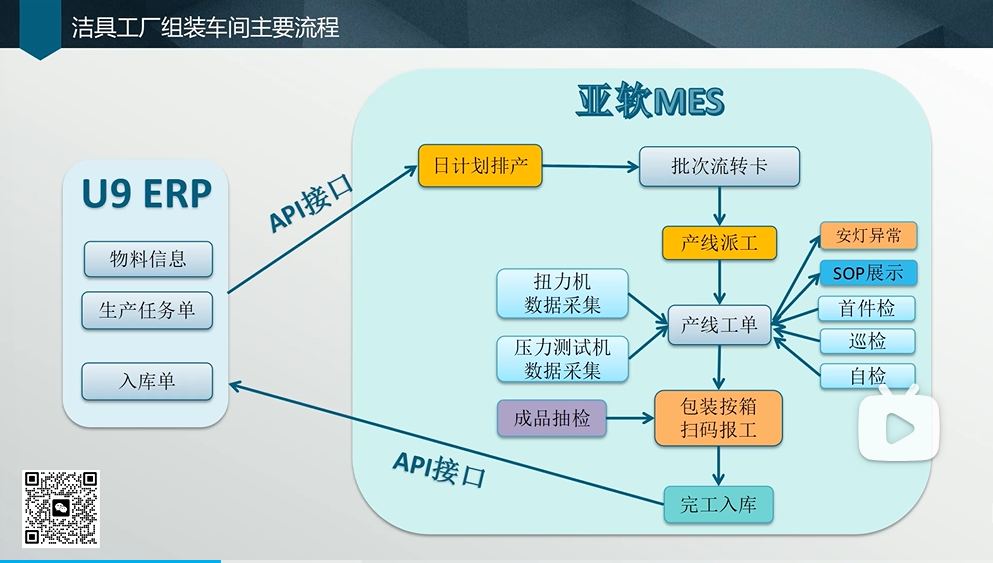 洁具工厂组装车间主要流程
亚软MES
U9 ERP
物料信息
生产任务单
入库单
API接口
日计划排产
批次流转卡
产线派工
安灯异常
SOP展示
首件检
巡检
自检
扭力机
数据采集
产线工单
压力测试机
数据采集
成品抽检
包装按箱
扫码报工
API接口
完工入库